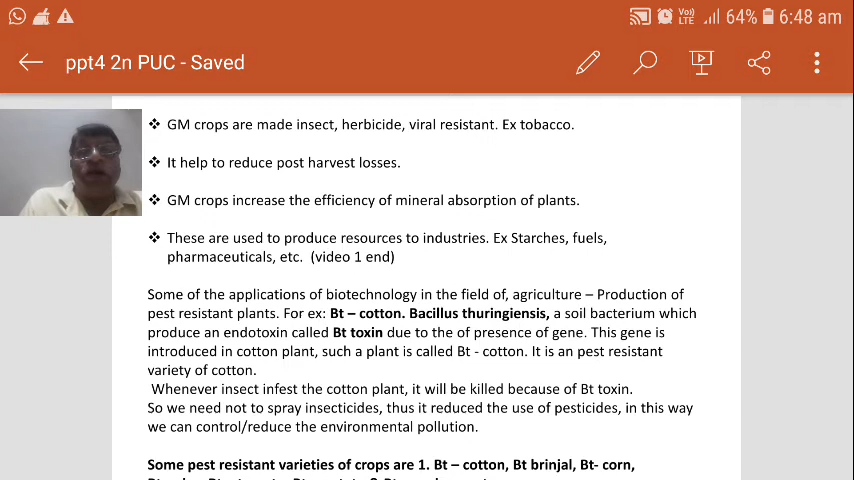 Vo))
LTE
64%
6:48 am
ppt4 2n PUC - Saved
❖ GM crops are made insect, herbicide, viral resistant. Ex tobacco.
❖ It help to reduce post harvest losses.
❖ GM crops increase the efficiency of mineral absorption of plants.
❖ These are used to produce resources to industries. Ex Starches, fuels,
pharmaceuticals, etc. (video 1 end)
Some of the applications of biotechnology in the field of, agriculture – Production of
pest resistant plants. For ex: Bt – cotton. Bacillus thuringiensis, a soil bacterium which
produce an endotoxin called Bt toxin due to the of presence of gene. This gene is
introduced in cotton plant, such a plant is called Bt - cotton. It is an pest resistant
variety of cotton.
Whenever insect infest the cotton plant, it will be killed because of Bt toxin.
So we need not to spray insecticides, thus it reduced the use of pesticides, in this way
we can control/reduce the environmental pollution.
Some pest resistant varieties of crops are 1. Bt – cotton, Bt brinjal, Bt- corn,